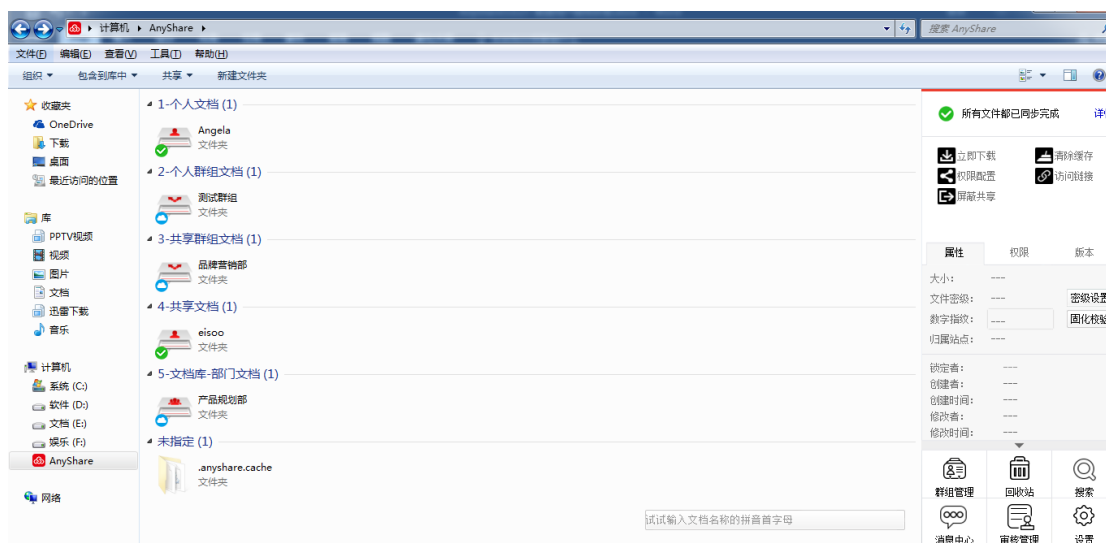 计算机 AnyShare
搜索 AnyShare
文件(F) 编辑(E) 查看(V) 工具(T) 帮助(H)
组织 包含到库中 共享 新建文件夹
收藏夹
OneDrive
下载
桌面
最近访问的位置
库
PPTV视频
视频
图片
文档
迅雷下载
音乐
计算机
系统 (C:)
软件 (D:)
文档 (E:)
娱乐 (F:)
AnyShare
网络
1-个人文档 (1)
Angela
文件夹
2-个人群组文档 (1)
测试群组
文件夹
3-共享群组文档 (1)
品牌营销部
文件夹
4-共享文档 (1)
eisoo
文件夹
5-文档库-部门文档 (1)
产品规划部
文件夹
未指定 (1)
.anyshare.cache
文件夹
试试输入文档名称的拼音首字母
所有文件都已同步完成
立即下载 清除缓存
权限配置 访问链接
屏蔽共享
属性 权限 版本
大小: ---
文件密级: --- 密级设置
数字指纹: --- 固化校验
归属站点: ---
锁定者: ---
创建者: ---
创建时间: ---
修改者: ---
修改时间: ---
群组管理 回收站 搜索
消息中心 审核管理 设置